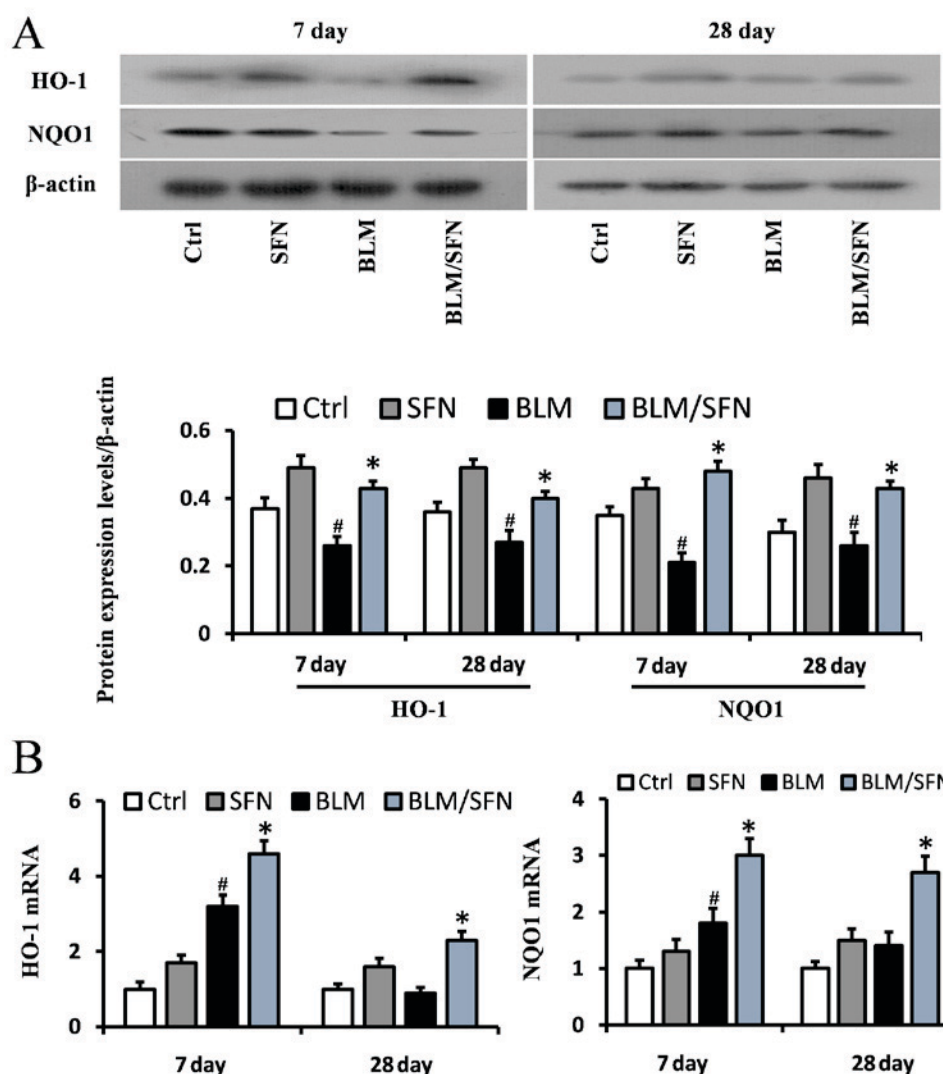 A
7 day 28 day
HO-1
NQO1
β-actin
Ctrl SFN BLM BLM/SFN Ctrl SFN BLM BLM/SFN
Ctrl SFN BLM BLM/SFN
Protein expression levels/β-actin
0.6
0.4
0.2
0
* * * *
# # # #
7 day 28 day 7 day 28 day
HO-1 NQO1
B
Ctrl SFN BLM BLM/SFN
HO-1 mRNA
6
4
2
0
# * *
7 day 28 day
Ctrl SFN BLM BLM/SFN
NQO1 mRNA
4
3
2
1
0
# * *
7 day 28 day